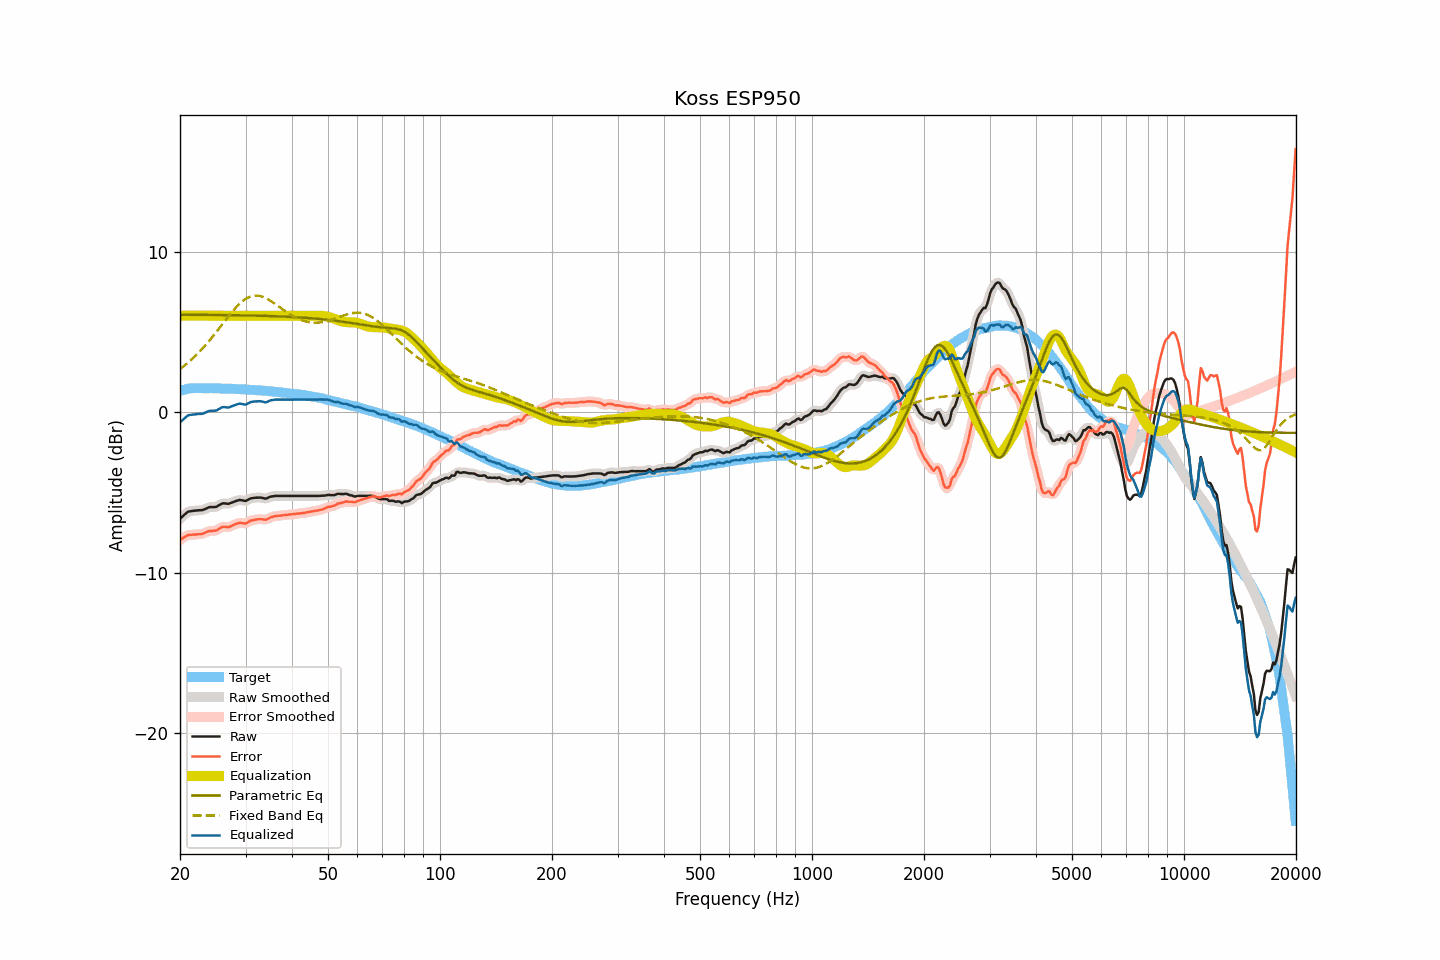 Koss ESP950
Amplitude (dBr)
10
0
−10
−20
Target
Raw Smoothed
Error Smoothed
Raw
Error
Equalization
Parametric Eq
Fixed Band Eq
Equalized
20 50 100 200 500 1000 2000 5000 10000 20000
Frequency (Hz)